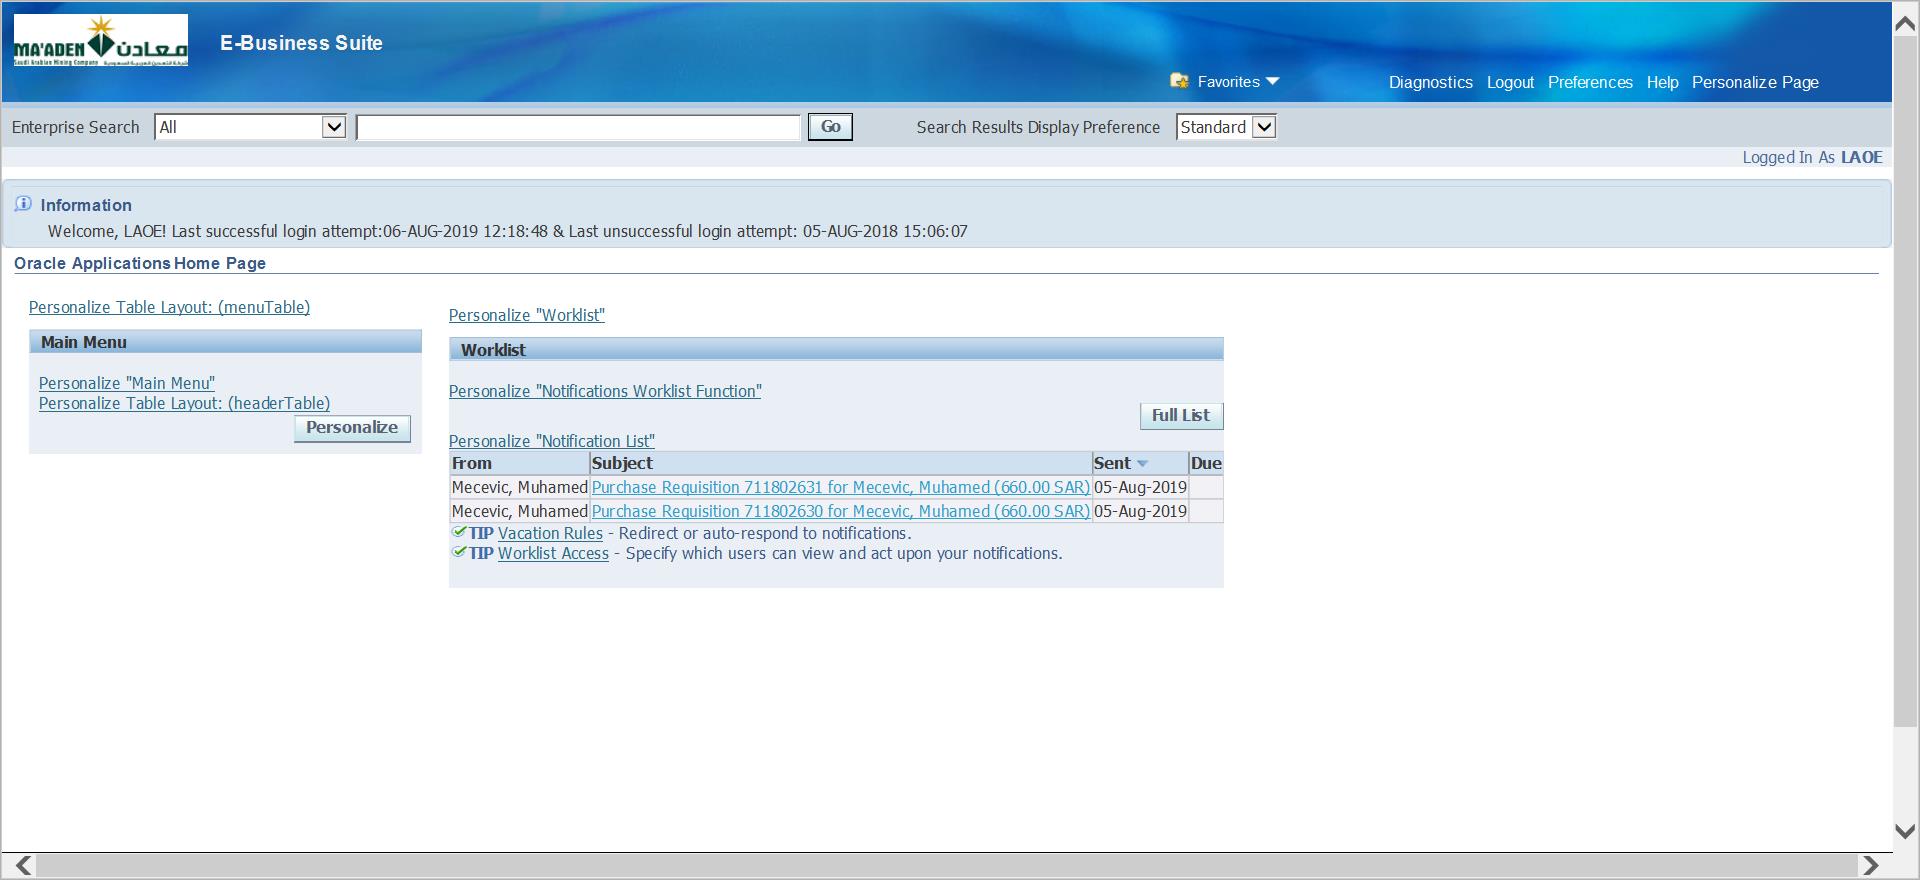 MA'ADEN معادن
Saudi Arabian Mining Company شركة التعدين العربية السعودية
E-Business Suite
Favorites
Diagnostics Logout Preferences Help Personalize Page
Enterprise Search All Go Search Results Display Preference Standard
Logged In As LAOE
Information
Welcome, LAOE! Last successful login attempt:06-AUG-2019 12:18:48 & Last unsuccessful login attempt: 05-AUG-2018 15:06:07
Oracle Applications Home Page
Personalize Table Layout: (menuTable)
Main Menu
Personalize "Main Menu"
Personalize Table Layout: (headerTable)
Personalize
Personalize "Worklist"
Worklist
Personalize "Notifications Worklist Function"
Full List
Personalize "Notification List"
From Subject Sent Due
Mecevic, Muhamed Purchase Requisition 711802631 for Mecevic, Muhamed (660.00 SAR) 05-Aug-2019
Mecevic, Muhamed Purchase Requisition 711802630 for Mecevic, Muhamed (660.00 SAR) 05-Aug-2019
TIP Vacation Rules - Redirect or auto-respond to notifications.
TIP Worklist Access - Specify which users can view and act upon your notifications.